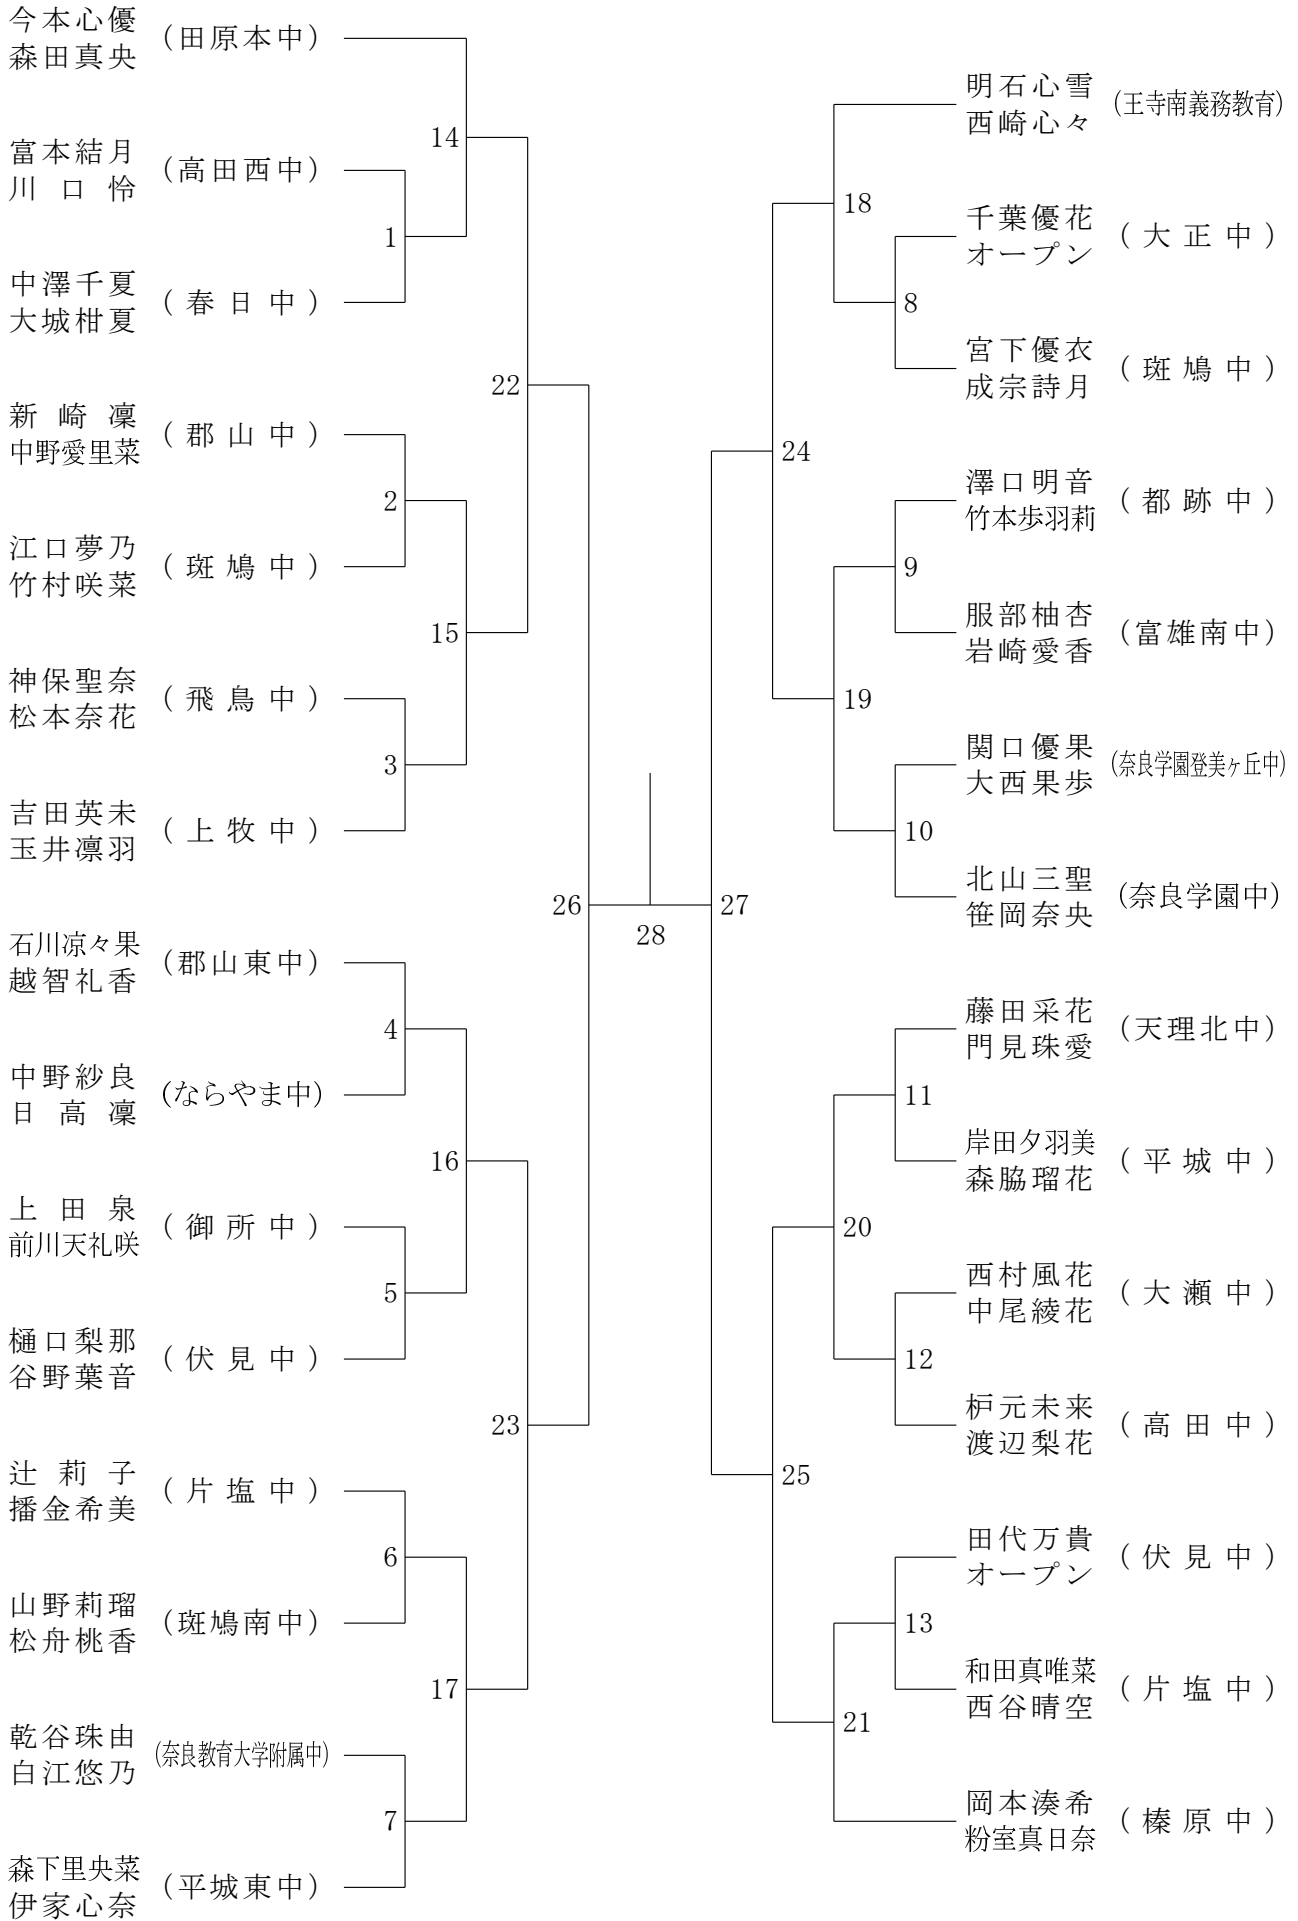 今本心優
森田真央
(田原本中)
富本結月
川口怜
(高田西中)
中澤千夏
大城柑夏
(春日中)
新崎凜
中野愛里菜
(郡山中)
江口夢乃
竹村咲菜
(斑鳩中)
神保聖奈
松本奈花
(飛鳥中)
吉田英未
玉井凛羽
(上牧中)
石川凉々果
越智礼香
(郡山東中)
中野紗良
日高凜
(ならやま中)
上田泉
前川天礼咲
(御所中)
樋口梨那
谷野葉音
(伏見中)
辻莉子
播金希美
(片塩中)
山野莉瑠
松舟桃香
(斑鳩南中)
乾谷珠由
白江悠乃
(奈良教育大学附属中)
森下里央菜
伊家心奈
(平城東中)
14
1
22
2
15
3
26
4
16
5
23
6
17
7
28
27
18
8
24
9
19
10
11
20
12
25
13
21
明石心雪
西崎心々
(王寺南義務教育)
千葉優花
オープン
(大正中)
宮下優衣
成宗詩月
(斑鳩中)
澤口明音
竹本歩羽莉
(都跡中)
服部柚杏
岩崎愛香
(富雄南中)
関口優果
大西果歩
(奈良学園登美ヶ丘中)
北山三聖
笹岡奈央
(奈良学園中)
藤田采花
門見珠愛
(天理北中)
岸田夕羽美
森脇瑠花
(平城中)
西村風花
中尾綾花
(大瀬中)
枦元未来
渡辺梨花
(高田中)
田代万貴
オープン
(伏見中)
和田真唯菜
西谷晴空
(片塩中)
岡本湊希
粉室真日奈
(榛原中)